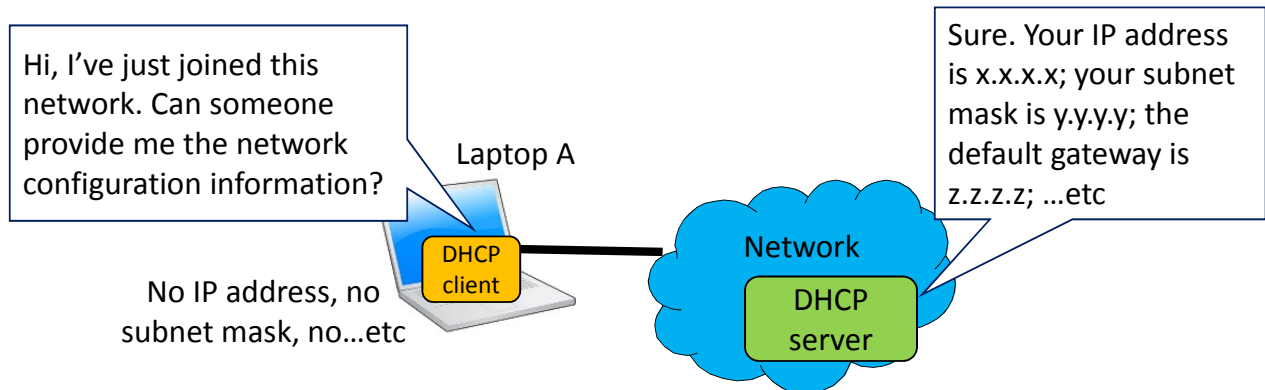 Hi, I’ve just joined this
network. Can someone
provide me the network
configuration information?
Sure. Your IP address
is x.x.x.x; your subnet
mask is y.y.y.y; the
default gateway is
z.z.z.z; …etc
Laptop A
DHCP
client
Network
DHCP
server
No IP address, no
subnet mask, no…etc